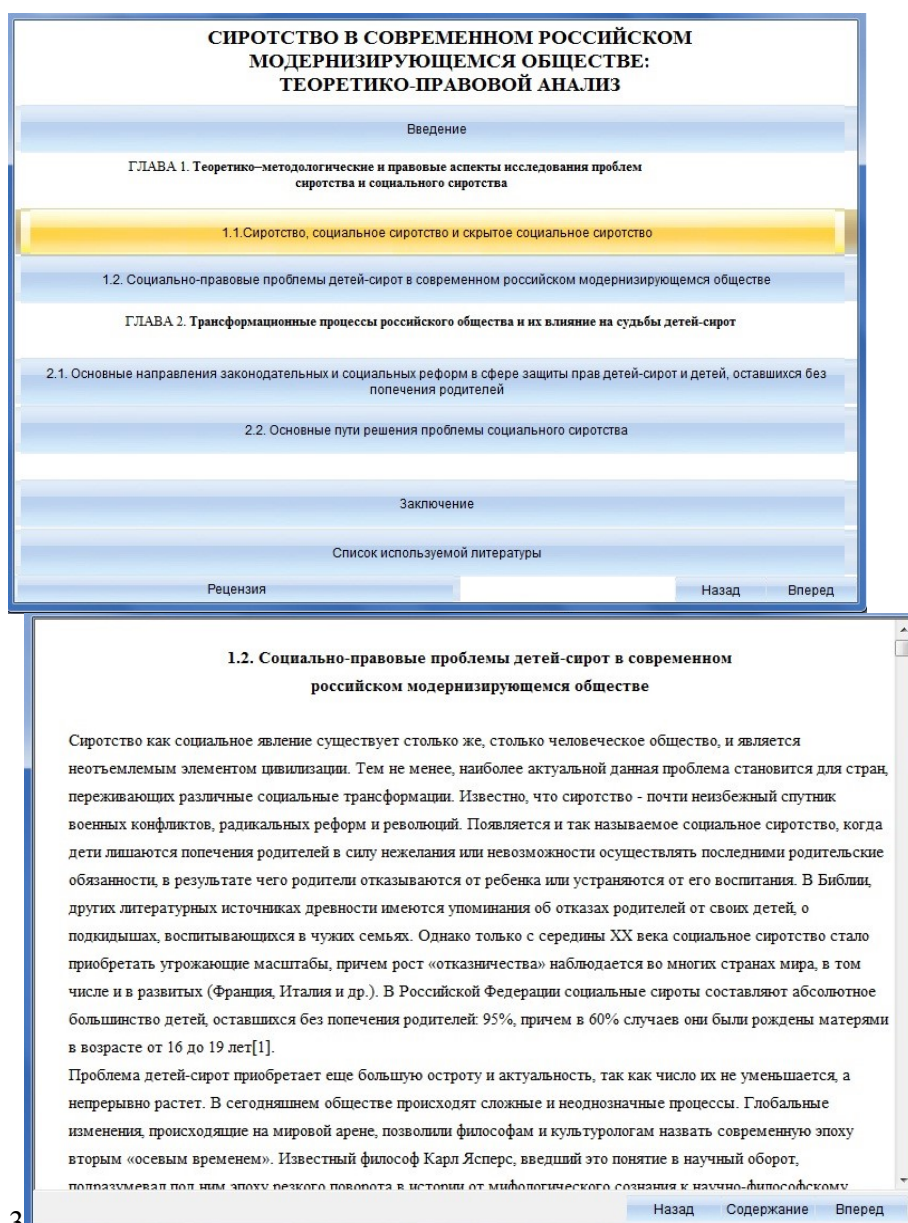 СИРОТСТВО В СОВРЕМЕННОМ РОССИЙСКОМ
МОДЕРНИЗИРУЮЩЕМСЯ ОБЩЕСТВЕ:
ТЕОРЕТИКО-ПРАВОВОЙ АНАЛИЗ
Введение
ГЛАВА 1. Теоретико–методологические и правовые аспекты исследования проблем
сиротства и социального сиротства
1.1.Сиротство, социальное сиротство и скрытое социальное сиротство
1.2. Социально-правовые проблемы детей-сирот в современном российском модернизирующемся обществе
ГЛАВА 2. Трансформационные процессы российского общества и их влияние на судьбы детей-сирот
2.1. Основные направления законодательных и социальных реформ в сфере защиты прав детей-сирот и детей, оставшихся без
попечения родителей
2.2. Основные пути решения проблемы социального сиротства
Заключение
Список используемой литературы
Рецензия Назад Вперед
1.2. Социально-правовые проблемы детей-сирот в современном
российском модернизирующемся обществе
Сиротство как социальное явление существует столько же, столько человеческое общество, и является
неотъемлемым элементом цивилизации. Тем не менее, наиболее актуальной данная проблема становится для стран,
переживающих различные социальные трансформации. Известно, что сиротство - почти неизбежный спутник
военных конфликтов, радикальных реформ и революций. Появляется и так называемое социальное сиротство, когда
дети лишаются попечения родителей в силу нежелания или невозможности осуществлять последними родительские
обязанности, в результате чего родители отказываются от ребенка или устраняются от его воспитания. В Библии,
других литературных источниках древности имеются упоминания об отказах родителей от своих детей, о
подкидышах, воспитывающихся в чужих семьях. Однако только с середины XX века социальное сиротство стало
приобретать угрожающие масштабы, причем рост «отказничества» наблюдается во многих странах мира, в том
числе и в развитых (Франция, Италия и др.). В Российской Федерации социальные сироты составляют абсолютное
большинство детей, оставшихся без попечения родителей: 95%, причем в 60% случаев они были рождены матерями
в возрасте от 16 до 19 лет[1].
Проблема детей-сирот приобретает еще большую остроту и актуальность, так как число их не уменьшается, а
непрерывно растет. В сегодняшнем обществе происходят сложные и неоднозначные процессы. Глобальные
изменения, происходящие на мировой арене, позволили философам и культурологам назвать современную эпоху
вторым «осевым временем». Известный философ Карл Ясперс, введший это понятие в научный оборот,
подразумевал под ним эпоху резкого поворота в истории от мифологического сознания к научно-философскому
Назад Содержание Вперед
3